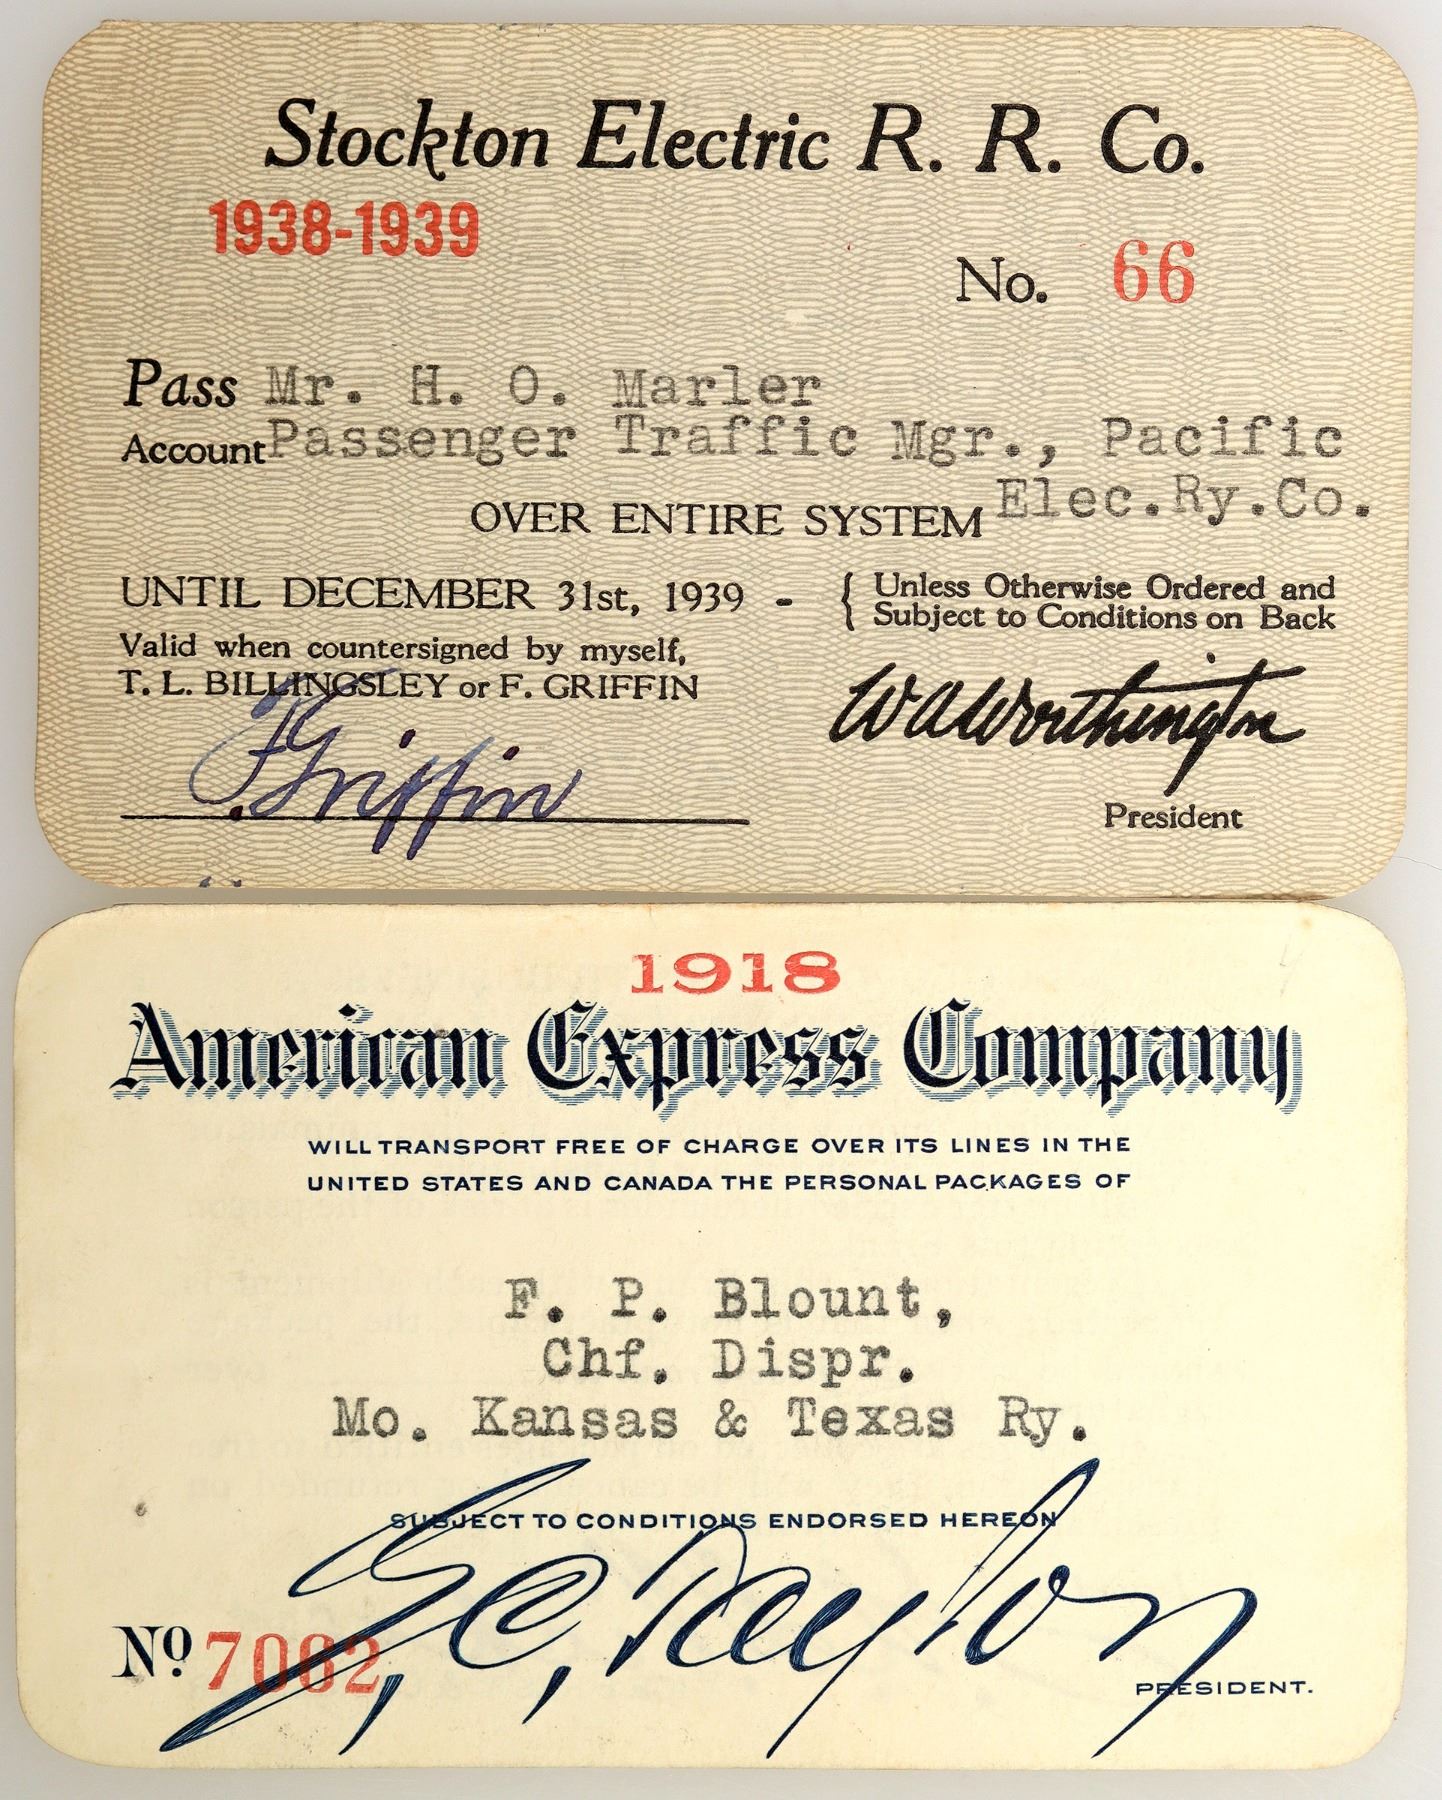 Stockton Electric R. R. Co.
1938-1939
No. 66
Pass Mr. H. O. Marler
Account Passenger Traffic Mgr., Pacific
OVER ENTIRE SYSTEM Elec.Ry.Co.
UNTIL DECEMBER 31st, 1939 - { Unless Otherwise Ordered and
Subject to Conditions on Back
Valid when countersigned by myself,
T. L. BILLINGSLEY or F. GRIFFIN
F Griffin
W A Worthington
President
1918
American Express Company
WILL TRANSPORT FREE OF CHARGE OVER ITS LINES IN THE
UNITED STATES AND CANADA THE PERSONAL PACKAGES OF
F. P. Blount,
Chf. Dispr.
Mo. Kansas & Texas Ry.
SUBJECT TO CONDITIONS ENDORSED HEREON
G, C, Taylor
No 7062
PRESIDENT.